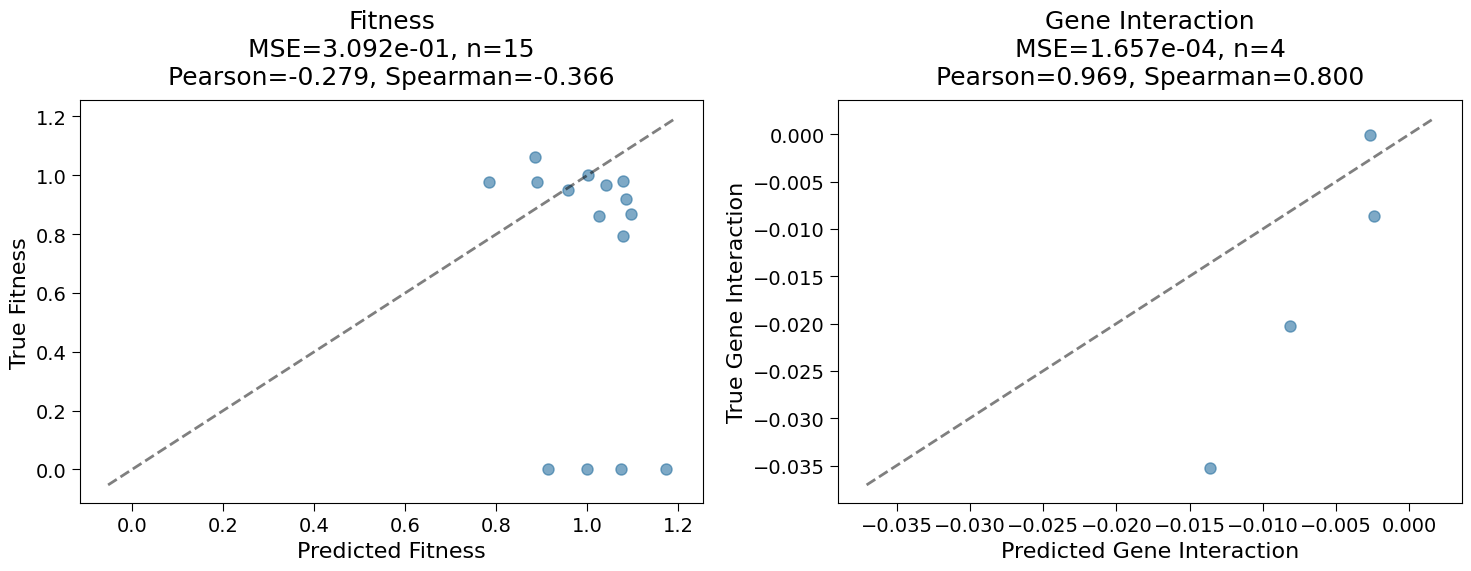 Fitness
MSE=3.092e-01, n=15
Pearson=-0.279, Spearman=-0.366
1.2
1.0
0.8
0.6
0.4
0.2
0.0
True Fitness
0.0 0.2 0.4 0.6 0.8 1.0 1.2
Predicted Fitness
Gene Interaction
MSE=1.657e-04, n=4
Pearson=0.969, Spearman=0.800
0.000
−0.005
−0.010
−0.015
−0.020
−0.025
−0.030
−0.035
True Gene Interaction
−0.035 −0.030 −0.025 −0.020 −0.015 −0.010 −0.005 0.000
Predicted Gene Interaction